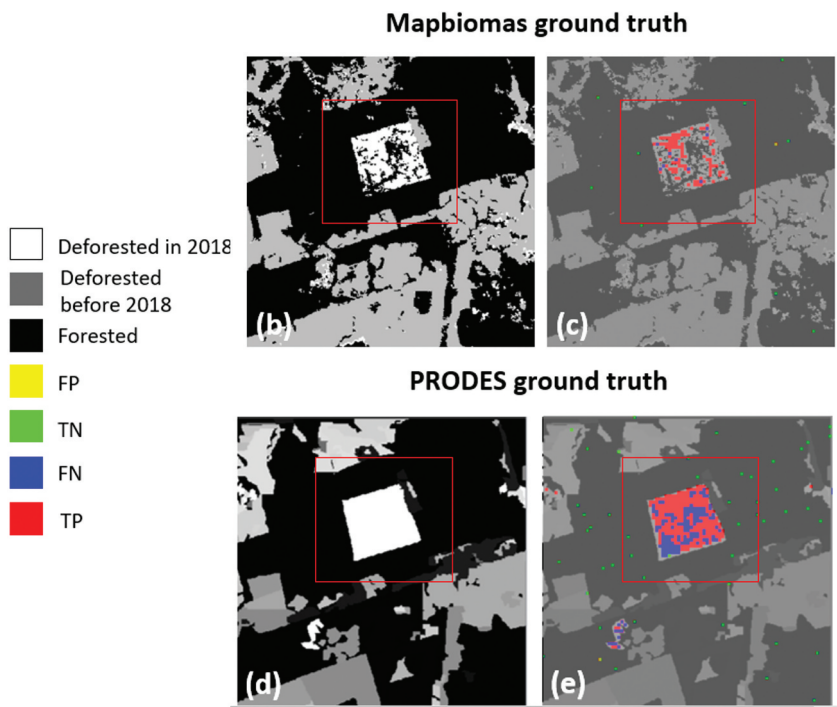 Mapbiomas ground truth
(b)
(c)
Deforested in 2018
Deforested
before 2018
Forested
FP
TN
FN
TP
PRODES ground truth
(d)
(e)